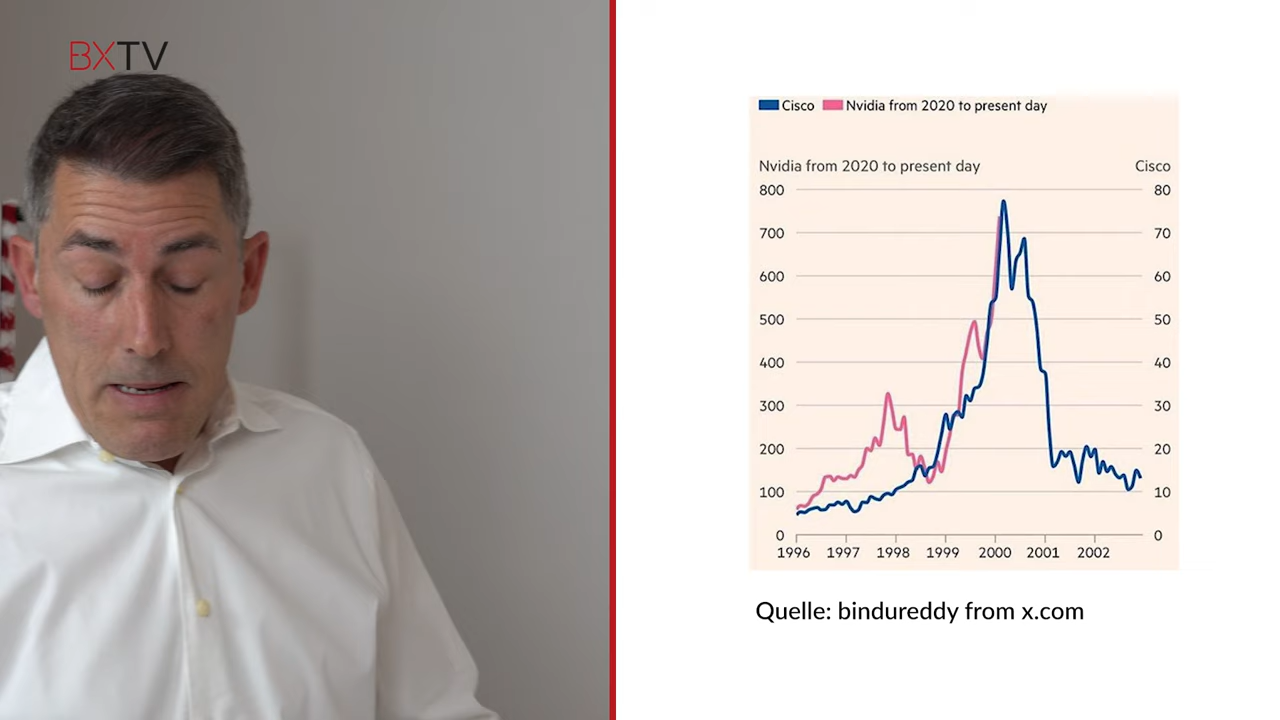 BXTV
Cisco Nvidia from 2020 to present day
Nvidia from 2020 to present day Cisco
800 80
700 70
600 60
500 50
400 40
300 30
200 20
100 10
0 0
1996 1997 1998 1999 2000 2001 2002
Quelle: bindureddy from x.com